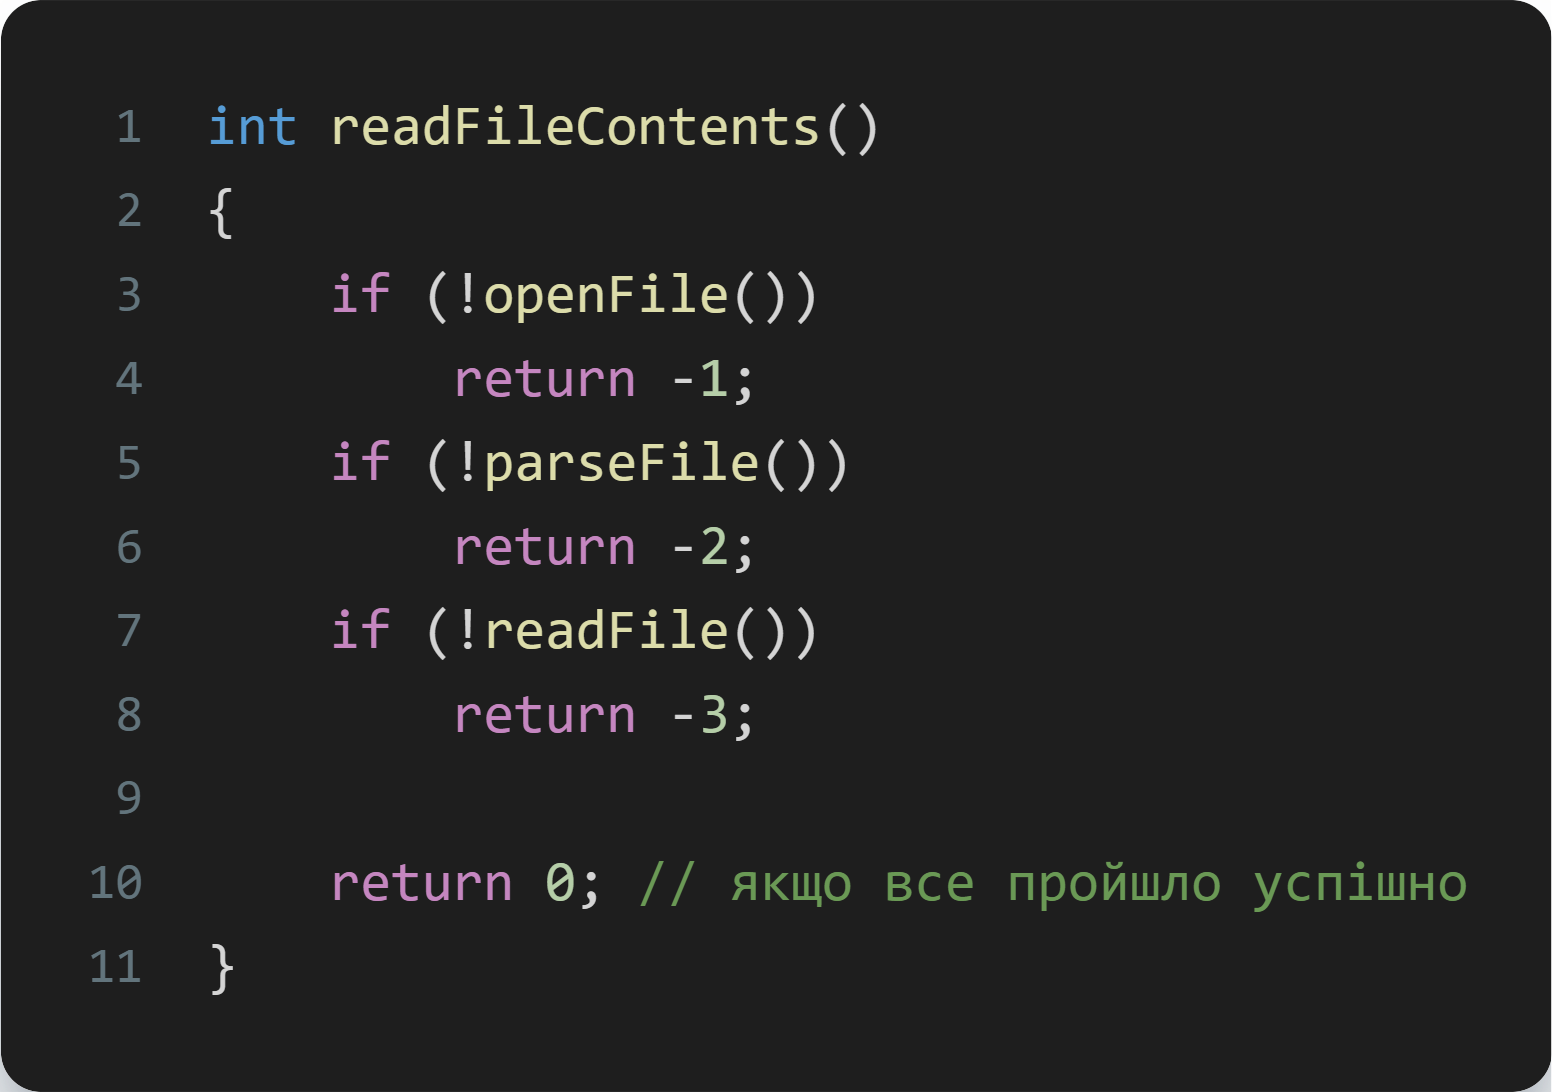 1 int readFileContents()
2 {
3 if (!openFile())
4 return -1;
5 if (!parseFile())
6 return -2;
7 if (!readFile())
8 return -3;
9
10 return 0; // якщо все пройшло успішно
11 }